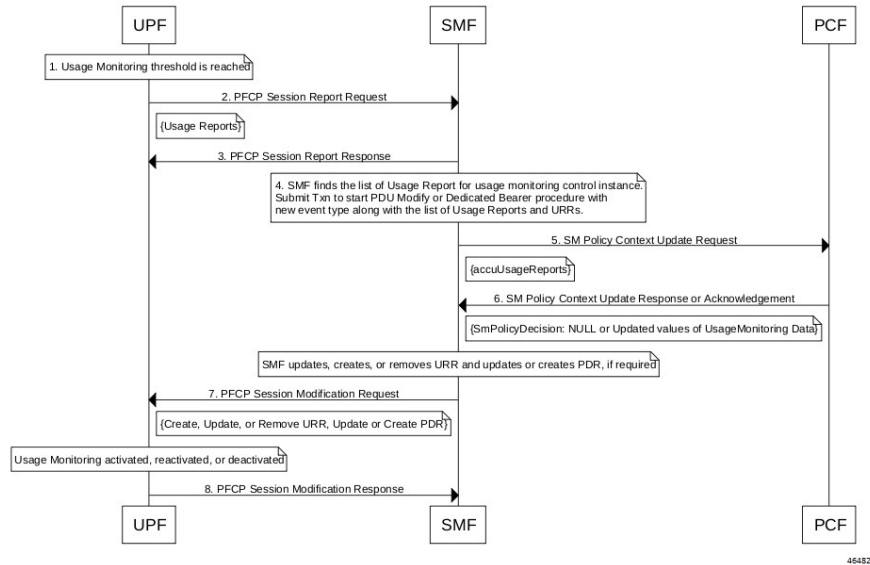 UPF
SMF
PCF
1. Usage Monitoring threshold is reached
2. PFCP Session Report Request
{Usage Reports}
3. PFCP Session Report Response
4. SMF finds the list of Usage Report for usage monitoring control instance.
Submit Txn to start PDU Modify or Dedicated Bearer procedure with
new event type along with the list of Usage Reports and URRs.
5. SM Policy Context Update Request
{accuUsageReports}
6. SM Policy Context Update Response or Acknowledgement
{SmPolicyDecision: NULL or Updated values of UsageMonitoring Data}
SMF updates, creates, or removes URR and updates or creates PDR, if required
7. PFCP Session Modification Request
{Create, Update, or Remove URR, Update or Create PDR}
Usage Monitoring activated, reactivated, or deactivated
8. PFCP Session Modification Response
UPF
SMF
PCF
46482